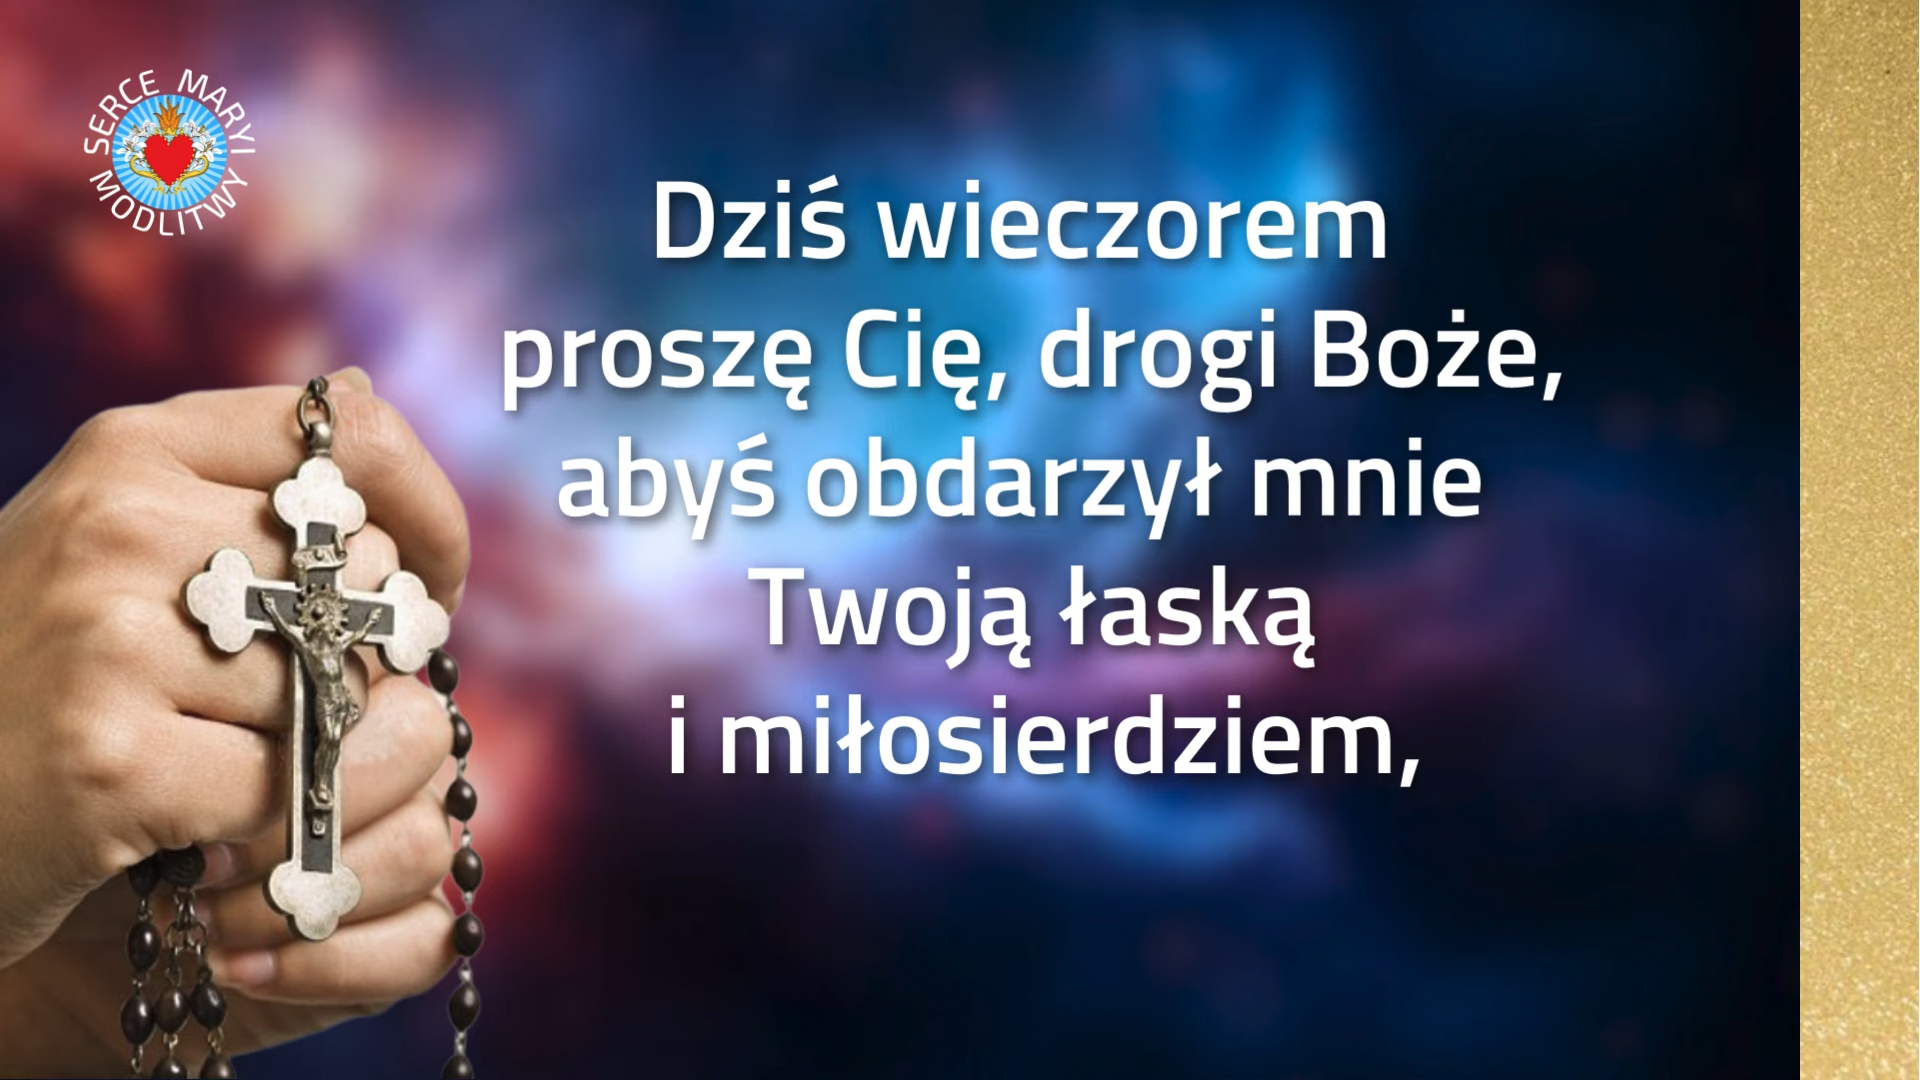 SERCE MARYI
MODLITWY
Dziś wieczorem
proszę Cię, drogi Boże,
abyś obdarzył mnie
Twoją łaską
i miłosierdziem,